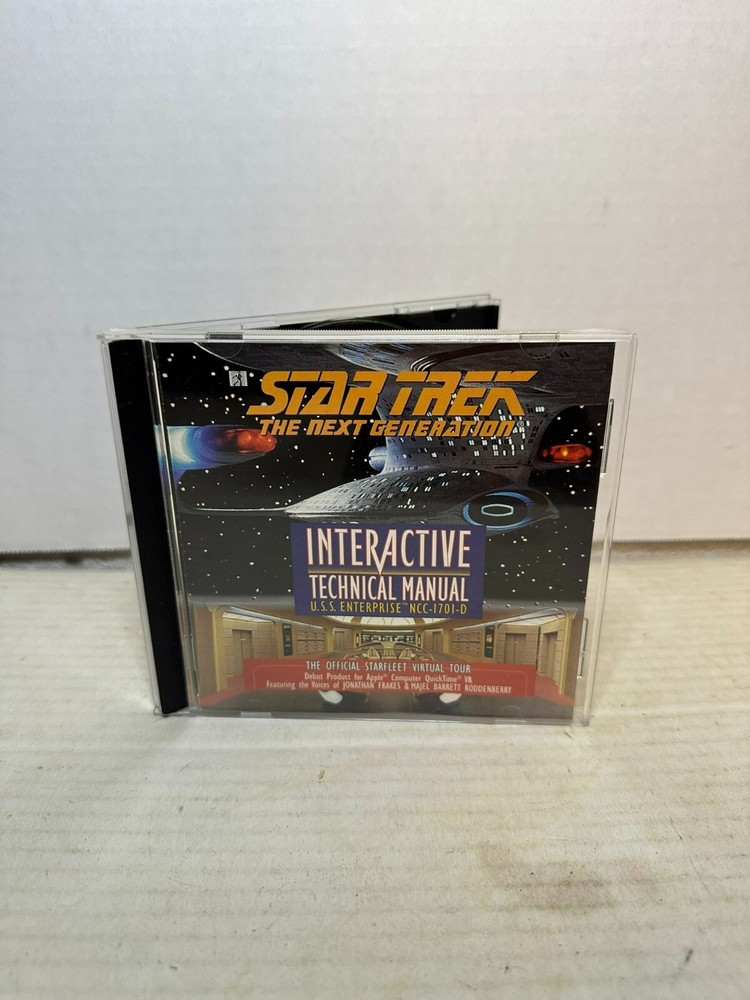 STAR TREK
THE NEXT GENERATION
INTERACTIVE
TECHNICAL MANUAL
U.S.S. ENTERPRISE™ NCC-1701-D
THE OFFICIAL STARFLEET VIRTUAL TOUR
Debut Product for Apple® Computer QuickTime® VR
Featuring the Voices of JONATHAN FRAKES & MAJEL BARRETT RODDENBERRY